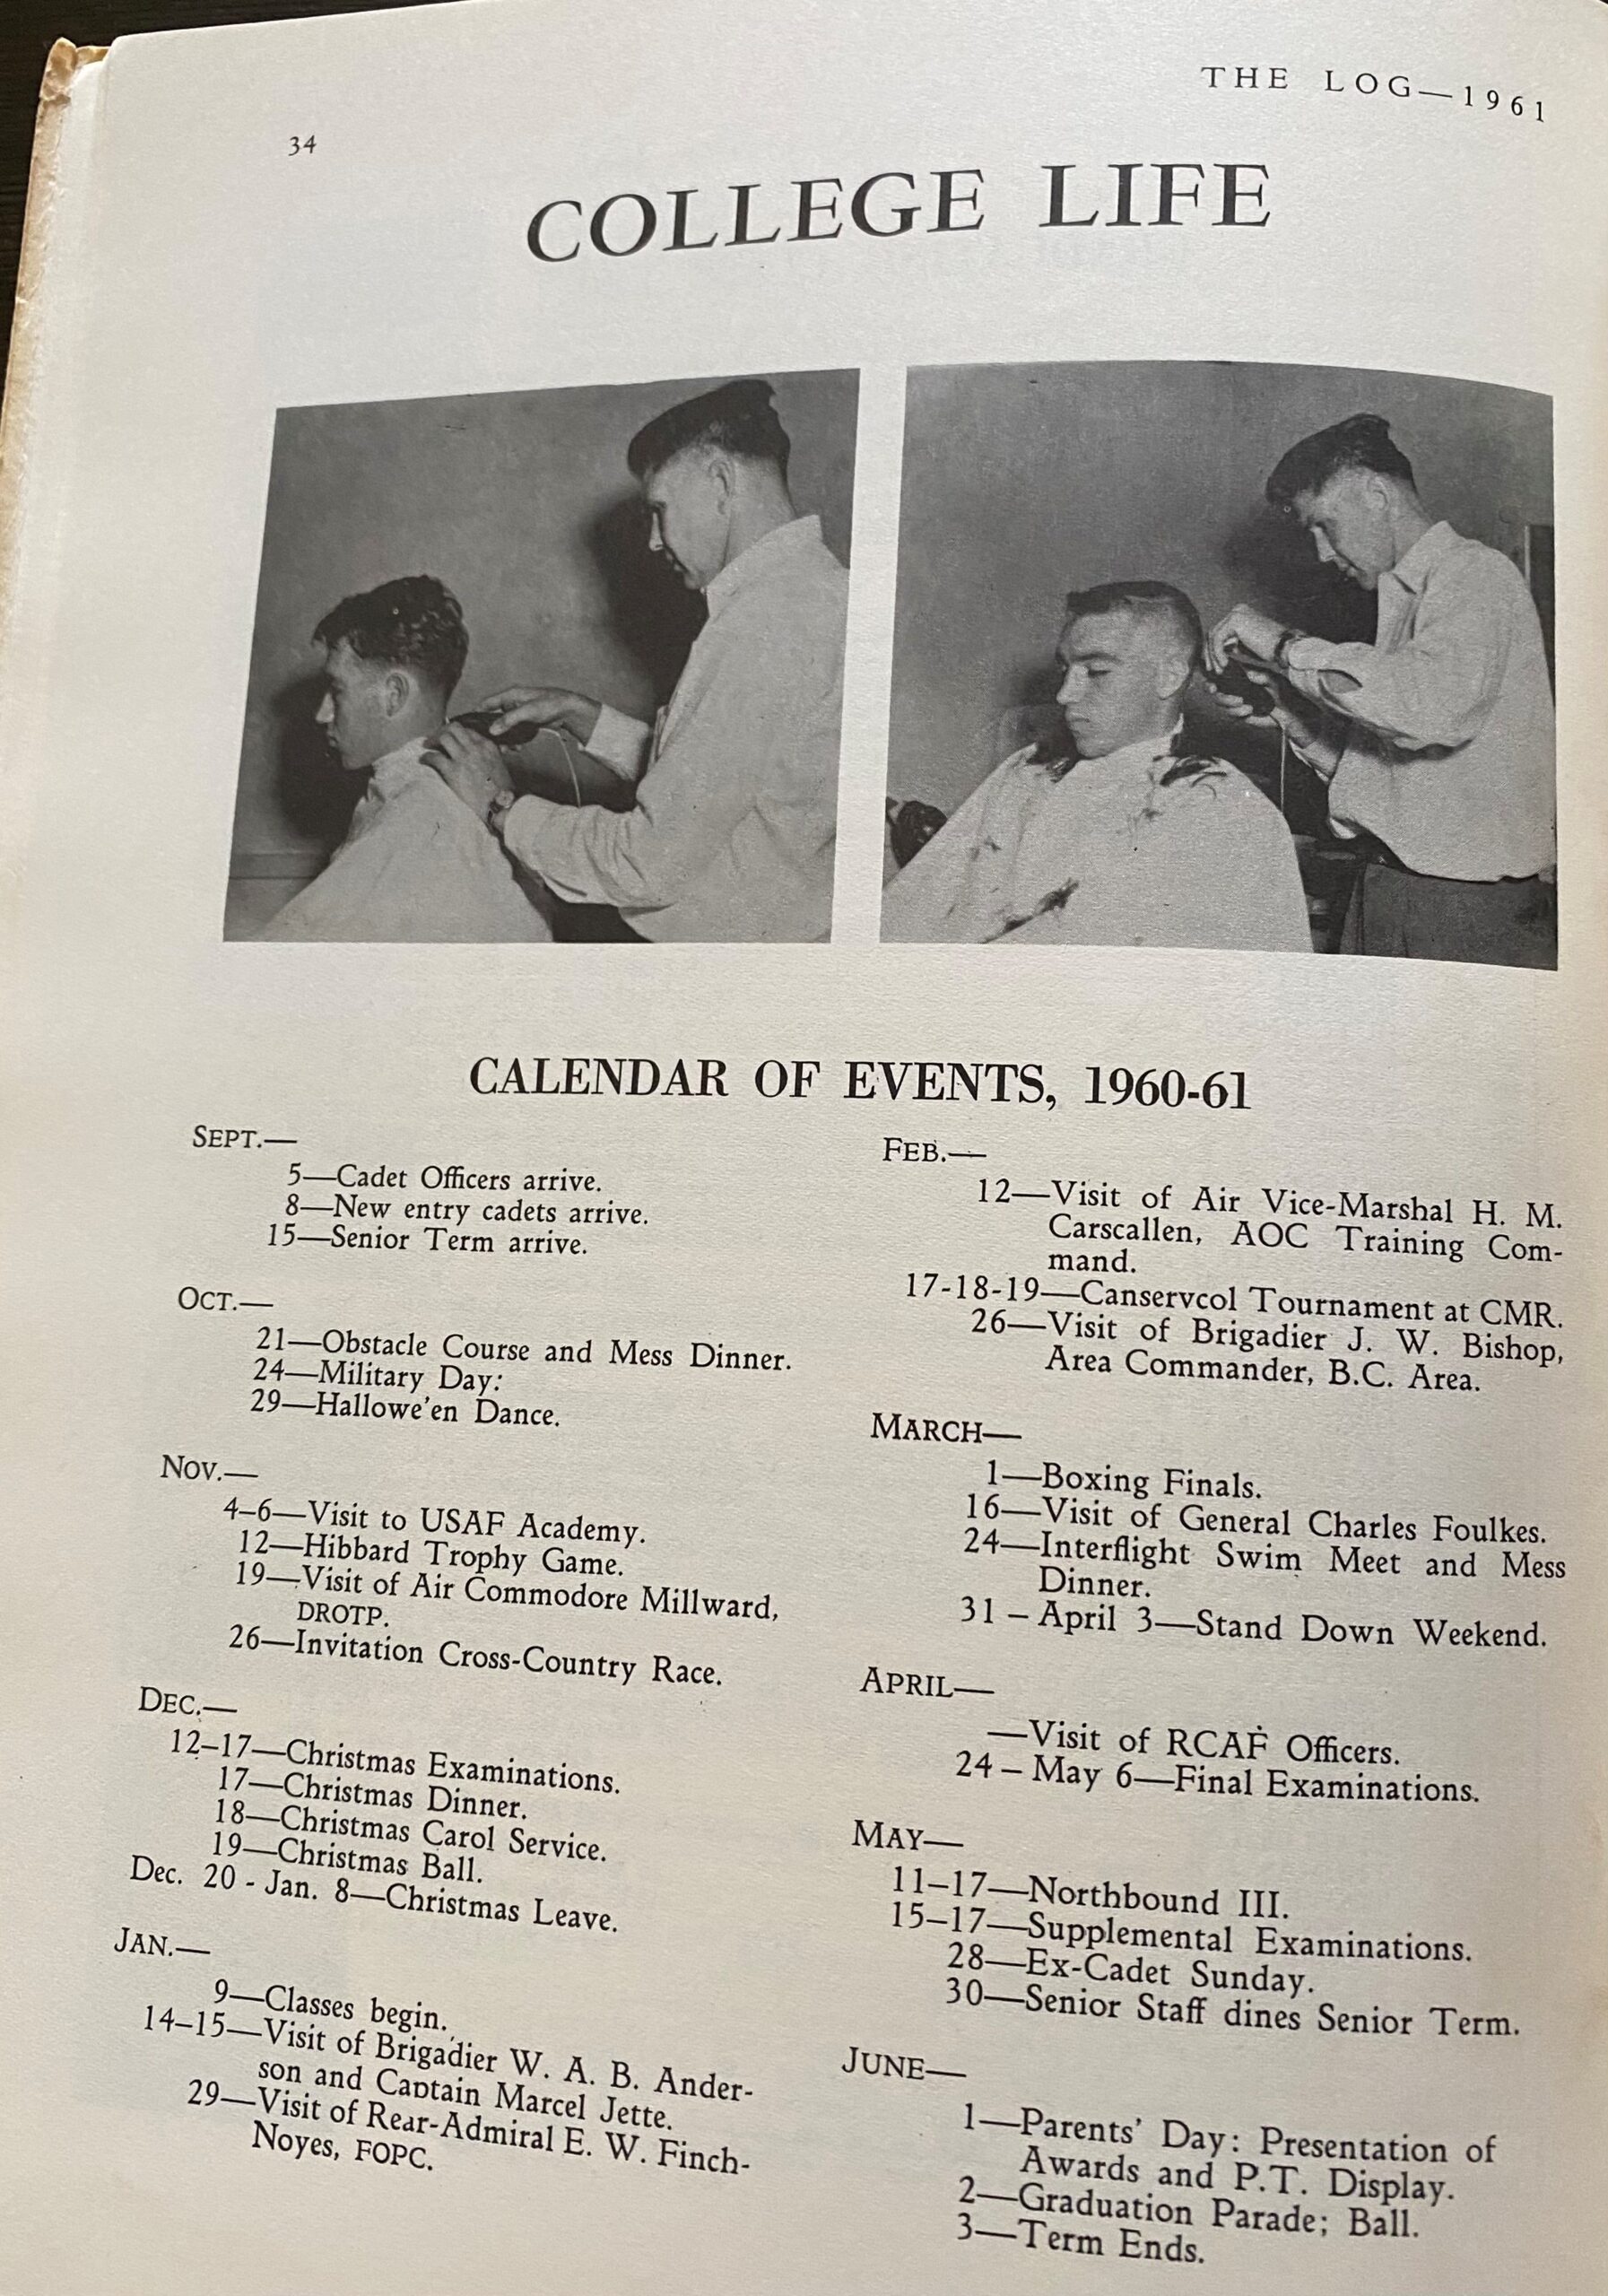 THE LOG—1961
34
COLLEGE LIFE
CALENDAR OF EVENTS, 1960-61
SEPT.—
5—Cadet Officers arrive.
8—New entry cadets arrive.
15—Senior Term arrive.
OCT.—
21—Obstacle Course and Mess Dinner.
24—Military Day:
29—Hallowe'en Dance.
NOV.—
4–6—Visit to USAF Academy.
12—Hibbard Trophy Game.
19—Visit of Air Commodore Millward,
DROTP.
26—Invitation Cross-Country Race.
DEC.—
12–17—Christmas Examinations.
17—Christmas Dinner.
18—Christmas Carol Service.
19—Christmas Ball.
Dec. 20 - Jan. 8—Christmas Leave.
JAN.—
9—Classes begin.
14–15—Visit of Brigadier W. A. B. Ander-
son and Captain Marcel Jette.
29—Visit of Rear-Admiral E. W. Finch-
Noyes, FOPC.
FEB.—
12—Visit of Air Vice-Marshal H. M.
Carscallen, AOC Training Com-
mand.
17-18-19—Canservcol Tournament at CMR.
26—Visit of Brigadier J. W. Bishop,
Area Commander, B.C. Area.
MARCH—
1—Boxing Finals.
16—Visit of General Charles Foulkes.
24—Interflight Swim Meet and Mess
Dinner.
31 – April 3—Stand Down Weekend.
APRIL—
—Visit of RCAF Officers.
24 – May 6—Final Examinations.
MAY—
11–17—Northbound III.
15–17—Supplemental Examinations.
28—Ex-Cadet Sunday.
30—Senior Staff dines Senior Term.
JUNE—
1—Parents' Day: Presentation of
Awards and P.T. Display.
2—Graduation Parade; Ball.
3—Term Ends.